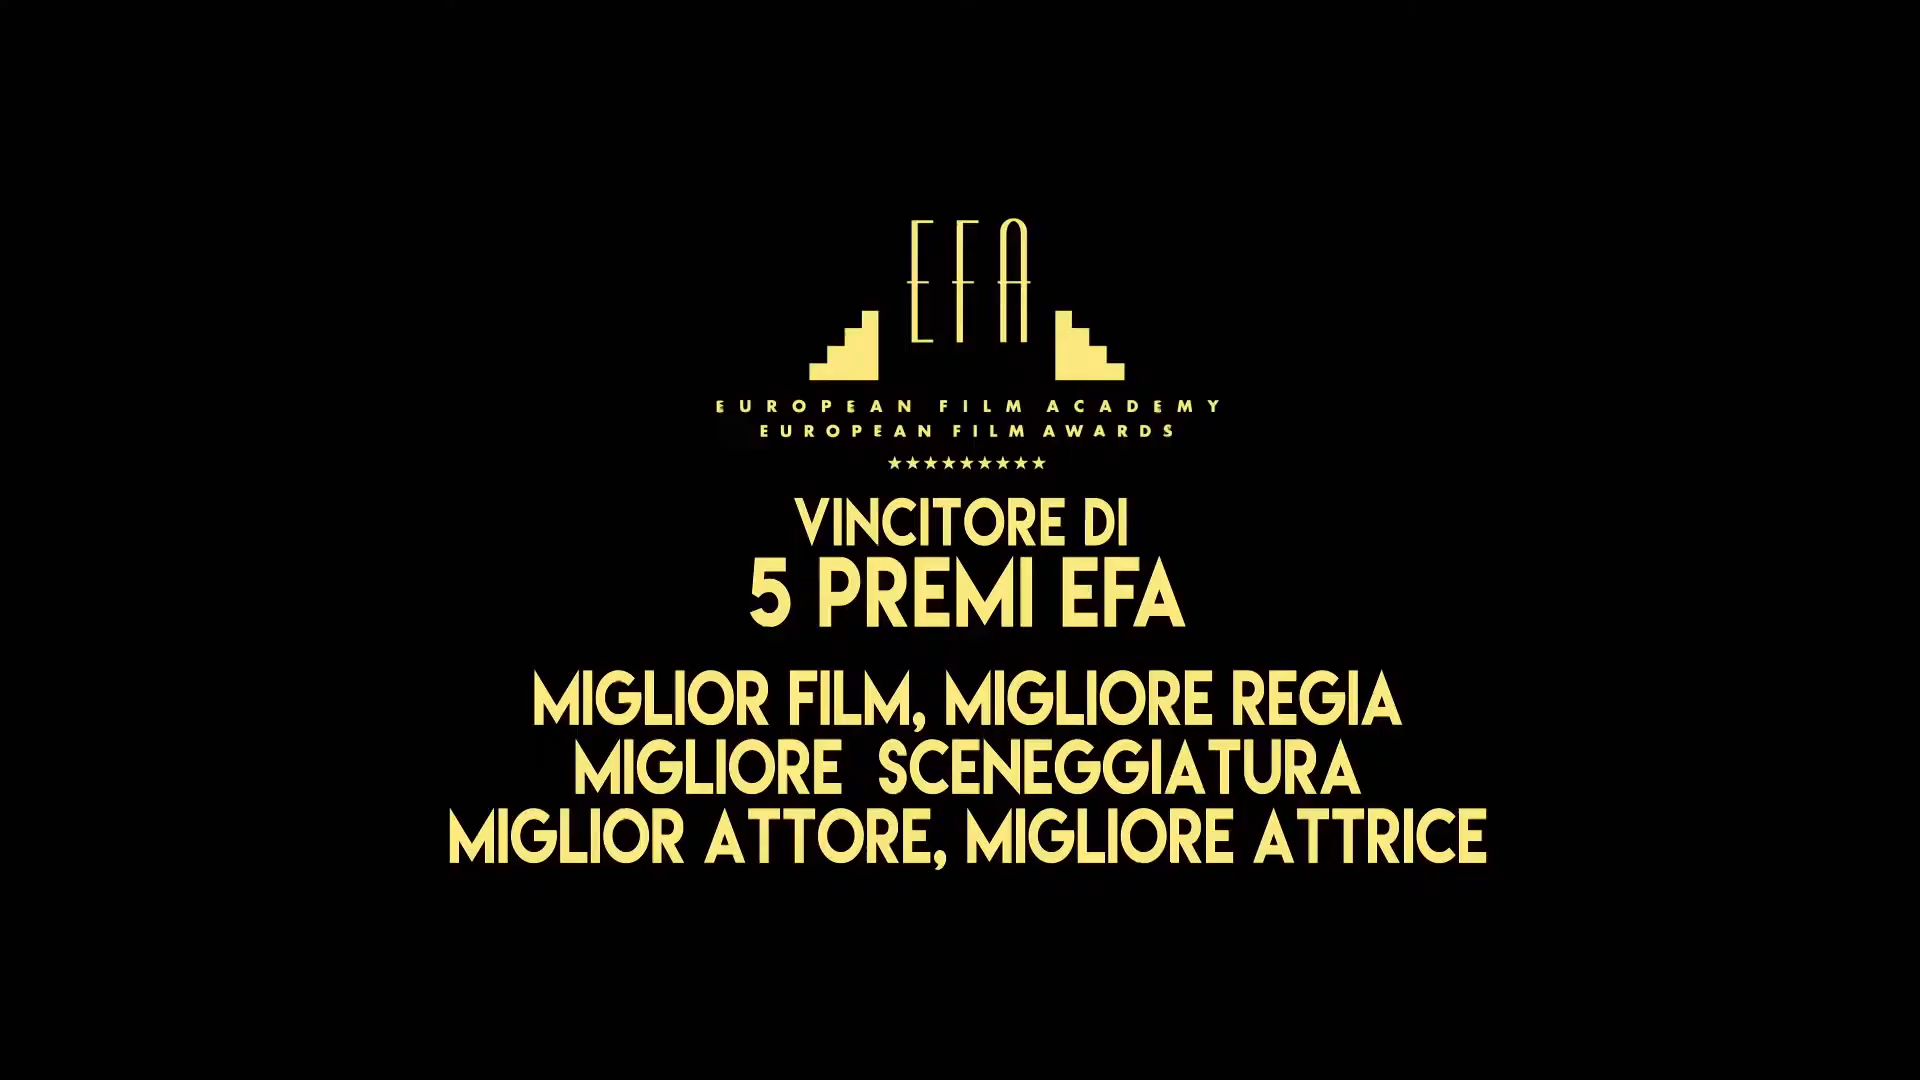 EFA
EUROPEAN FILM ACADEMY
EUROPEAN FILM AWARDS
★★★★★★★★★
VINCITORE DI
5 PREMI EFA
MIGLIOR FILM, MIGLIORE REGIA
MIGLIORE  SCENEGGIATURA
MIGLIOR ATTORE, MIGLIORE ATTRICE